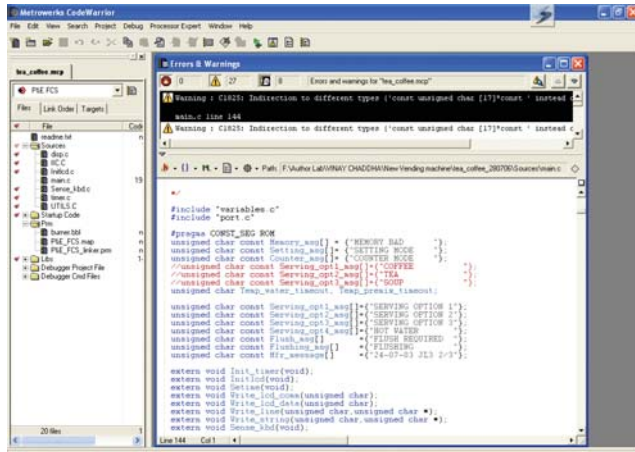 Metrowerks CodeWarrior
File Edit View Search Project Debug Processor Expert Window Help
tea_coffee.mcp
P&E FCS
Files Link Order Targets
File Code
readme.txt n
Sources
disp.c
IIC.C
Initlcd.c
main.c 19
Sense_kbd.c
timer.c
UTILS.C
Startup Code
Prm
burner.bbl n
P&E_FCS.map n
P&E_FCS_linker.prm n
Libs 1
Debugger Project File
Debugger Cmd Files
20 files 1
Errors & Warnings
0 27 8 Errors and warnings for "tea_coffee.mcp"
Warning : C1825: Indirection to different types ('const unsigned char [17]*const ' instead c
main.c line 144
Warning : C1825: Indirection to different types ('const unsigned char [17]*const ' instead c
Path: F:\Author Lab\VINAY CHADDHA\New Vending machine\tea_coffee_280706\Sources\main.c
*/
#include "variables.c"
#include "port.c"
#pragma CONST_SEG ROM
unsigned char const Memory_msg[] = {"MEMORY BAD "};
unsigned char const Setting_msg[]= {"SETTING MODE "};
unsigned char const Counter_msg[]= {"COUNTER MODE "};
//unsigned char const Serving_opt1_msg[]={"COFFEE "};
//unsigned char const Serving_opt2_msg[]={"TEA "};
//unsigned char const Serving_opt3_msg[]={"SOUP "};
unsigned char Temp_water_timeout, Temp_premix_timeout;
unsigned char const Serving_opt1_msg[]={"SERVING OPTION 1"};
unsigned char const Serving_opt2_msg[]={"SERVING OPTION 2"};
unsigned char const Serving_opt3_msg[]={"SERVING OPTION 3"};
unsigned char const Serving_opt4_msg[]={"HOT WATER "};
unsigned char const Flush_msg[] ={"FLUSH REQUIRED "};
unsigned char const Flushing_msg[] ={"FLUSHING "};
unsigned char const Mfr_message[] ={"24-07-03 JL3 2/3"};
extern void Init_timer(void);
extern void Initlcd(void);
extern void Setims(void);
extern void Write_lcd_comm(unsigned char);
extern void Write_lcd_data(unsigned char);
extern void Write_line(unsigned char,unsigned char *);
extern void Write_string(unsigned char,unsigned char *);
extern void Sense_kbd(void);
Line 144 Col 1